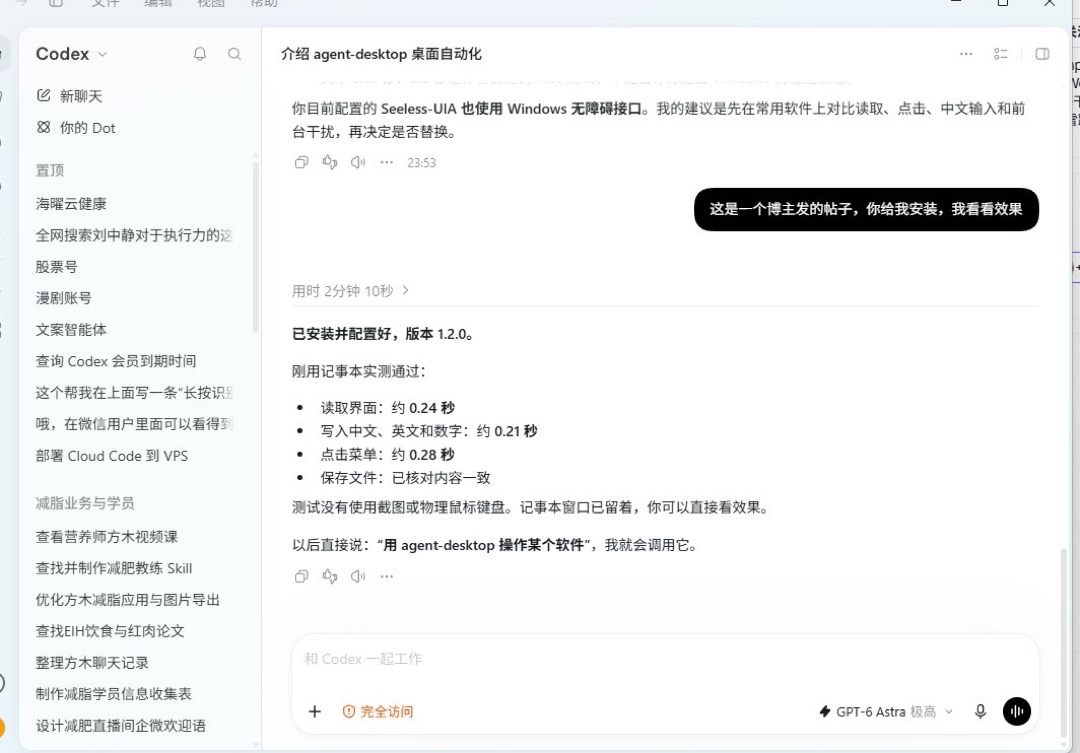 文件 编辑 视图 帮助
Codex
新聊天
你的 Dot
置顶
海曜云健康
全网搜索刘中静对于执行力的这
股票号
漫剧账号
文案智能体
查询 Codex 会员到期时间
这个帮我在上面写一条“长按识别
哦，在微信用户里面可以看得到
部署 Cloud Code 到 VPS
减脂业务与学员
查看营养师方木视频课
查找并制作减肥教练 Skill
优化方木减脂应用与图片导出
查找EIH饮食与红肉论文
整理方木聊天记录
制作减脂学员信息收集表
设计减肥直播间企微欢迎语
介绍 agent-desktop 桌面自动化
你目前配置的 Seeless-UIA 也使用 Windows 无障碍接口。我的建议是先在常用软件上对比读取、点击、中文输入和前
台干扰，再决定是否替换。
23:53
这是一个博主发的帖子，你给我安装，我看看效果
用时 2分钟 10秒
已安装并配置好，版本 1.2.0。
刚用记事本实测通过：
• 读取界面：约 0.24 秒
• 写入中文、英文和数字：约 0.21 秒
• 点击菜单：约 0.28 秒
• 保存文件：已核对内容一致
测试没有使用截图或物理鼠标键盘。记事本窗口已留着，你可以直接看效果。
以后直接说：“用 agent-desktop 操作某个软件”，我就会调用它。
和 Codex 一起工作
完全访问
GPT-6 Astra 极高